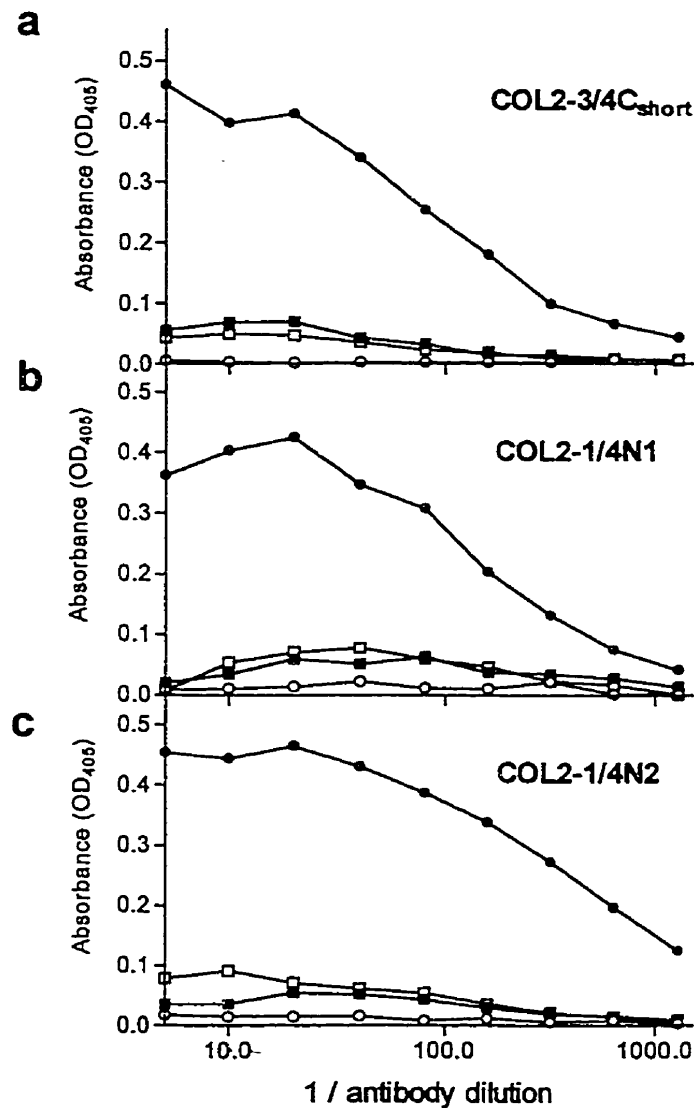 a
Absorbance (OD405)
0.5
0.4
0.3
0.2
0.1
0.0
COL2-3/4Cshort
b
Absorbance (OD405)
0.5
0.4
0.3
0.2
0.1
0.0
COL2-1/4N1
c
Absorbance (OD405)
0.5
0.4
0.3
0.2
0.1
0.0
COL2-1/4N2
10.0 100.0 1000.0
1 / antibody dilution